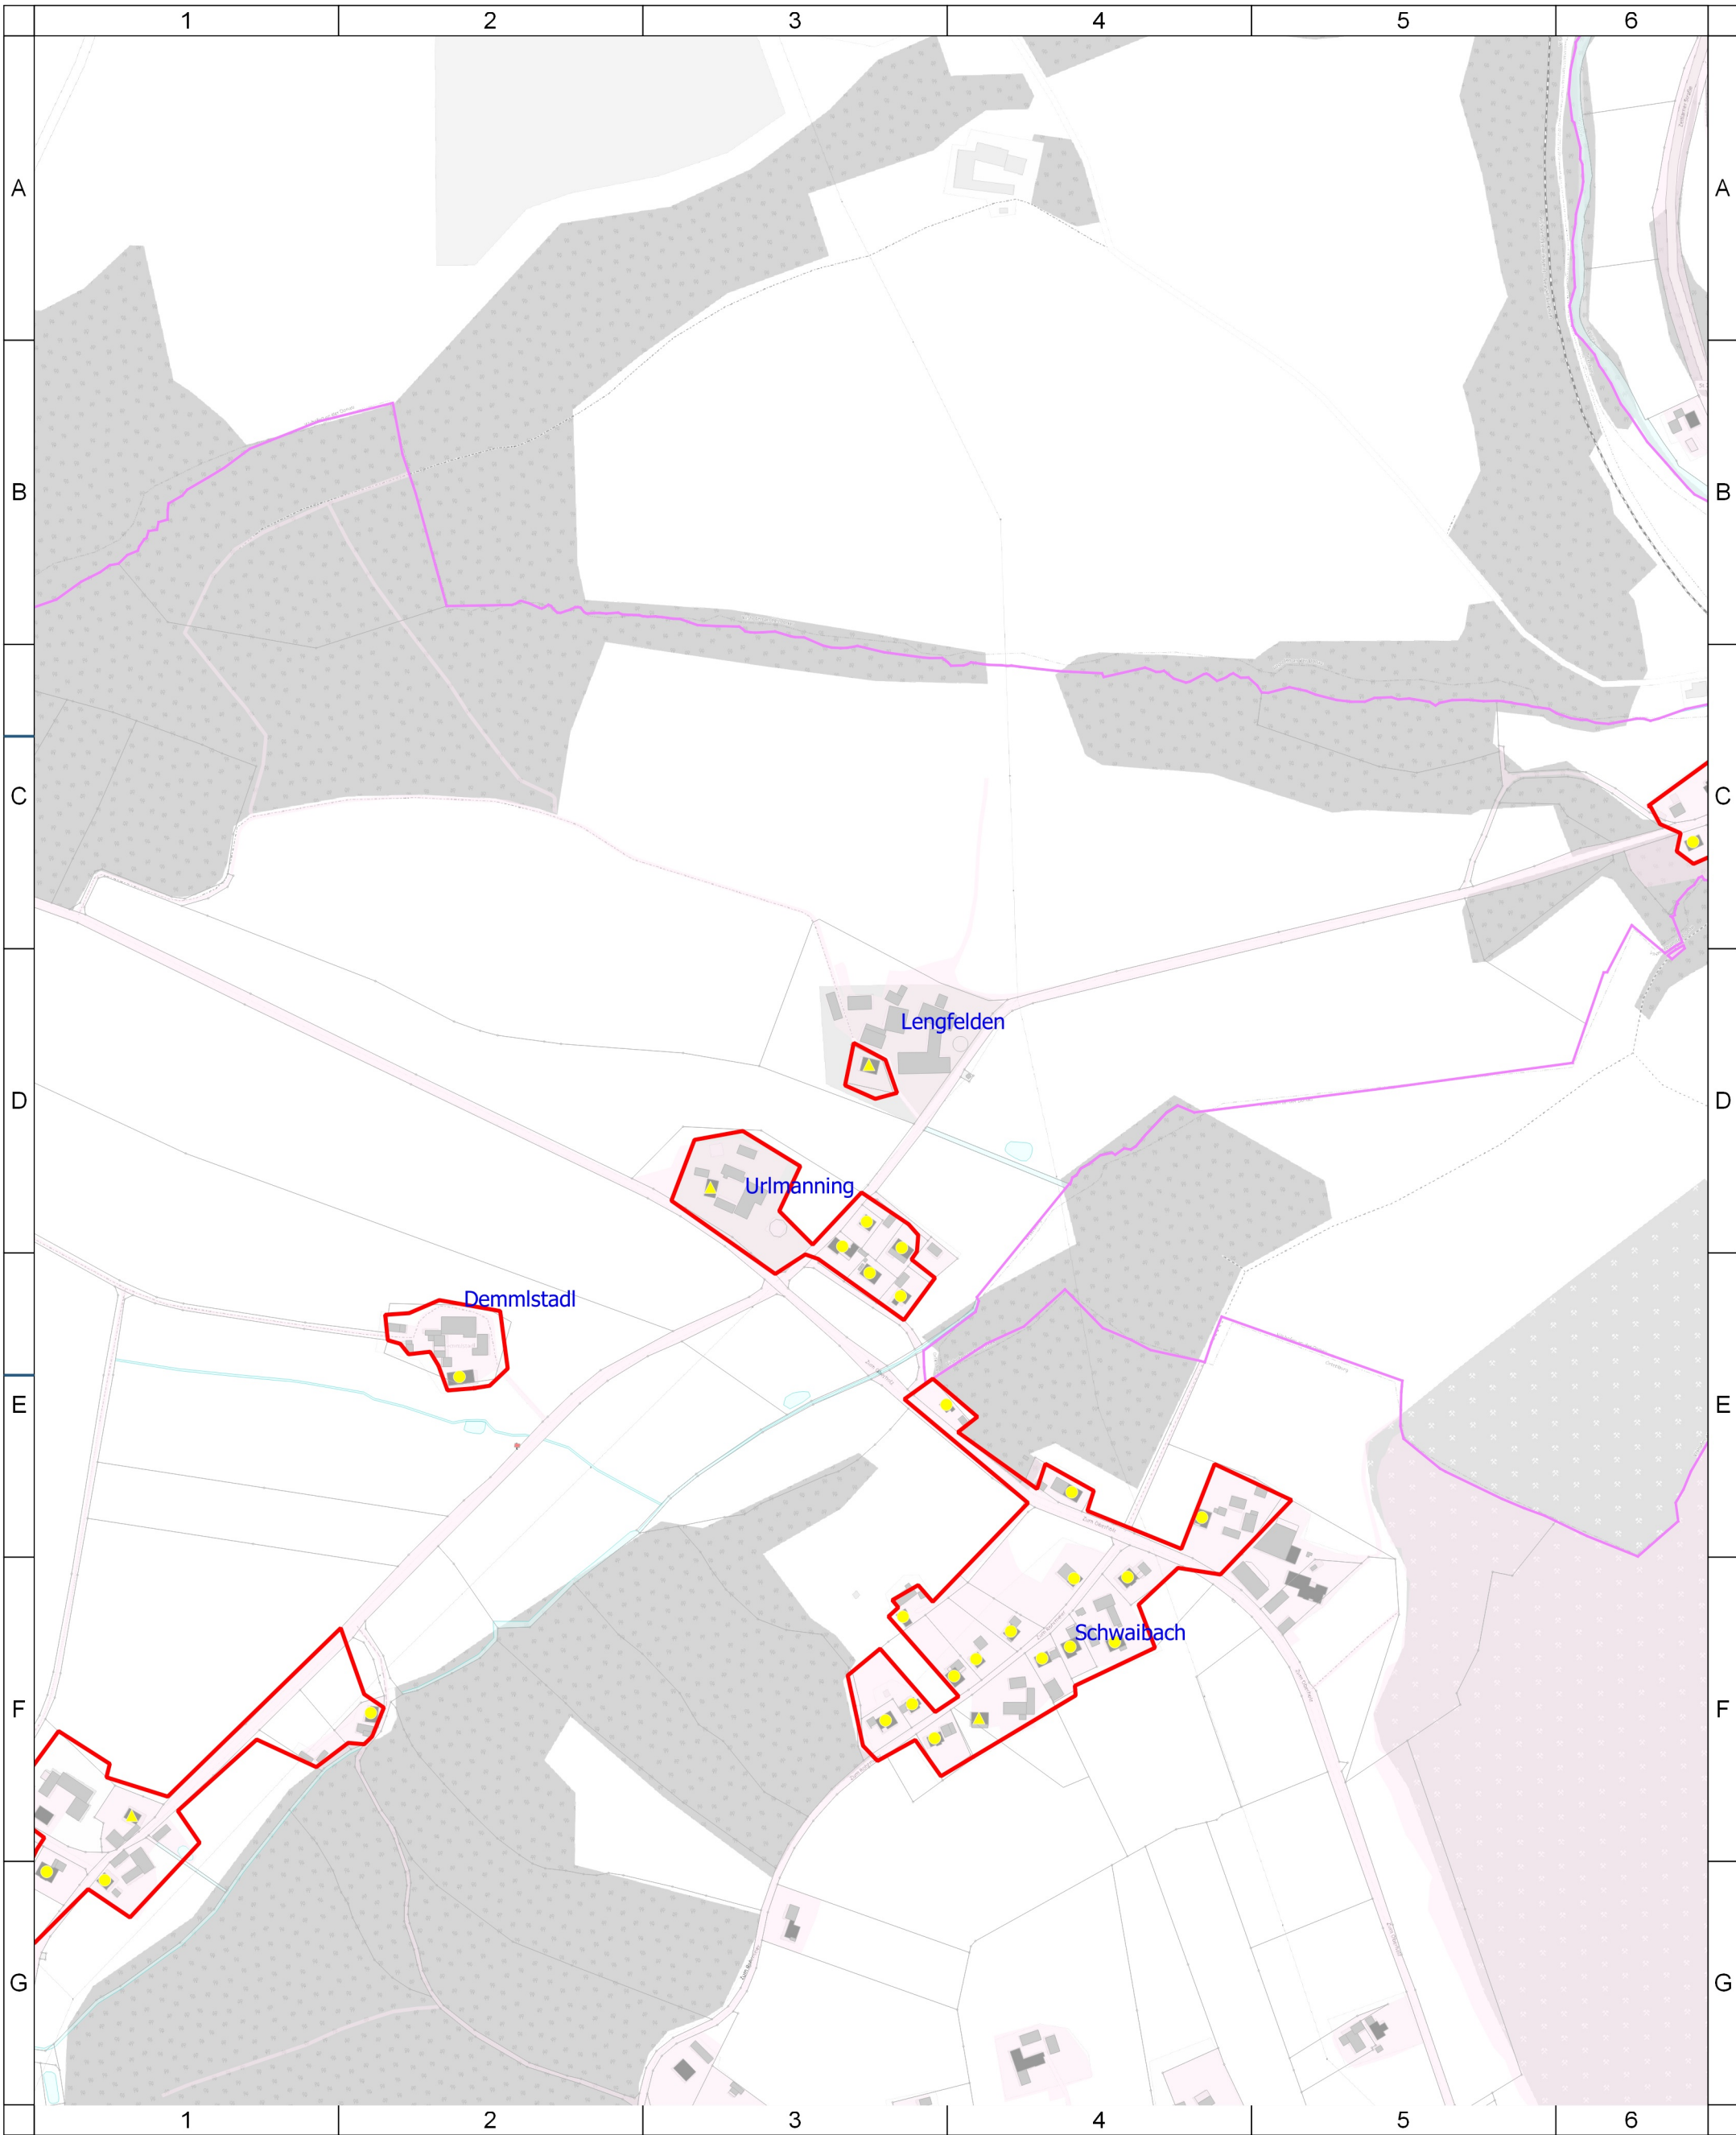 1 2 3 4 5 6
A A
B B
C C
Lengfelden
D D
Urlmanning
Demmlstadl
E E
Schwaibach
F F
G G
1 2 3 4 5 6